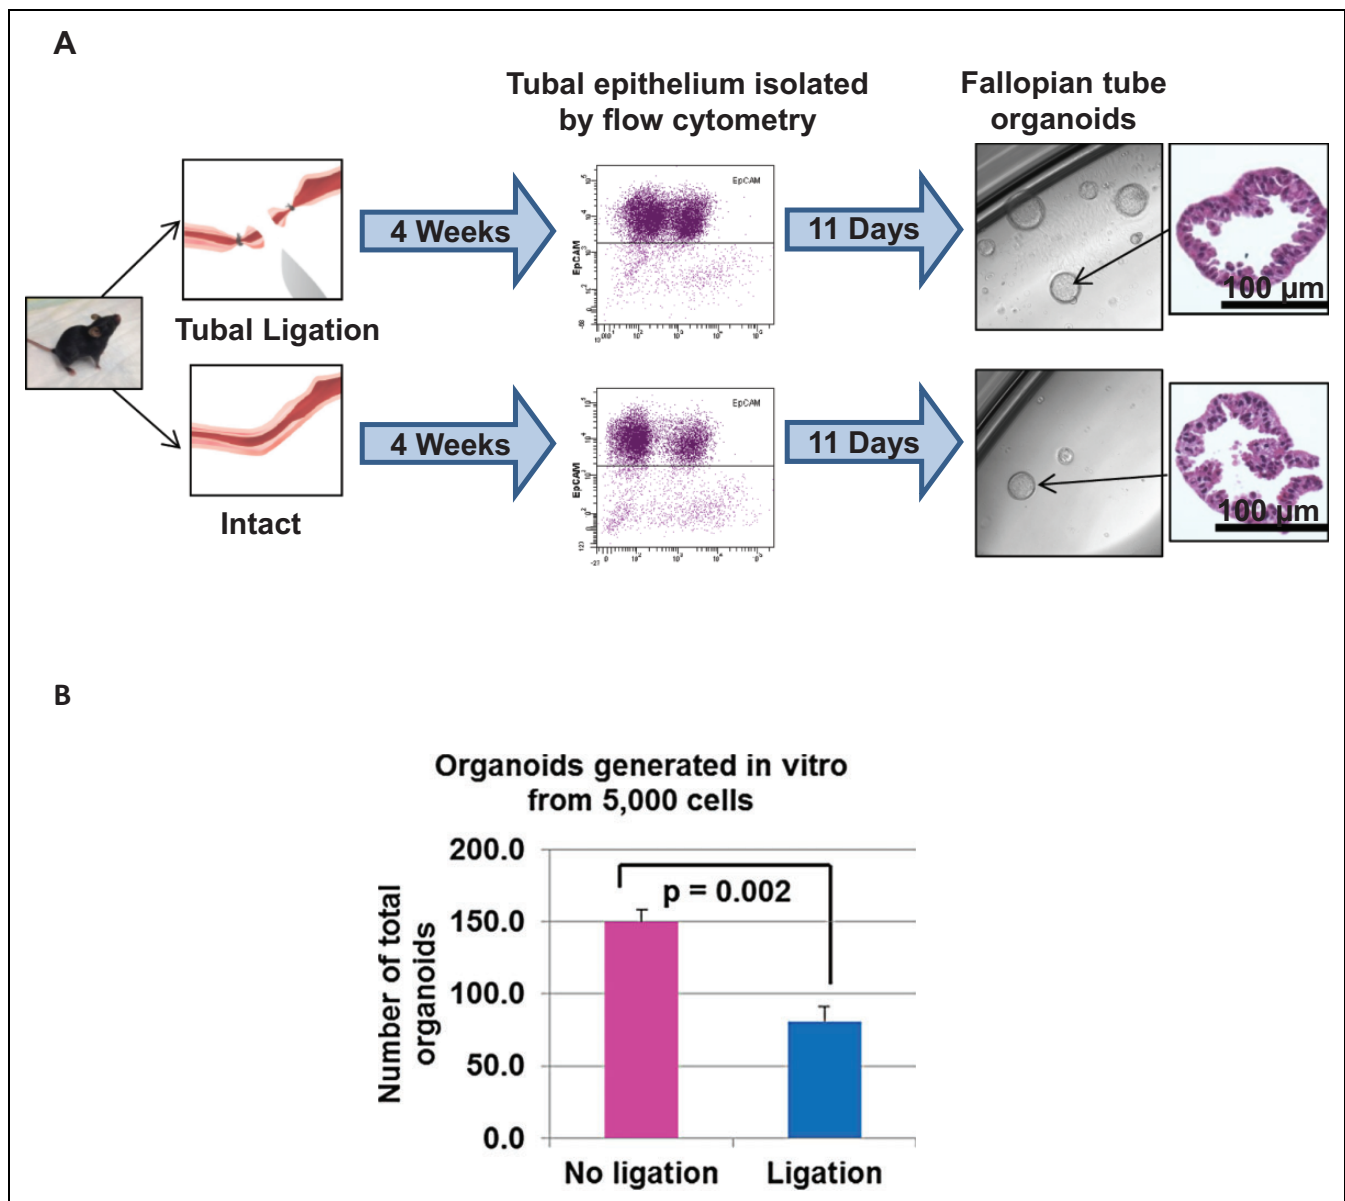 A
Tubal epithelium isolated
by flow cytometry
Fallopian tube
organoids
EpCAM
EpCAM
4 Weeks
11 Days
100 µm
Tubal Ligation
EpCAM
EpCAM
4 Weeks
11 Days
100 µm
Intact
B
Organoids generated in vitro
from 5,000 cells
Number of total
organoids
200.0
150.0
100.0
50.0
0.0
p = 0.002
No ligation
Ligation